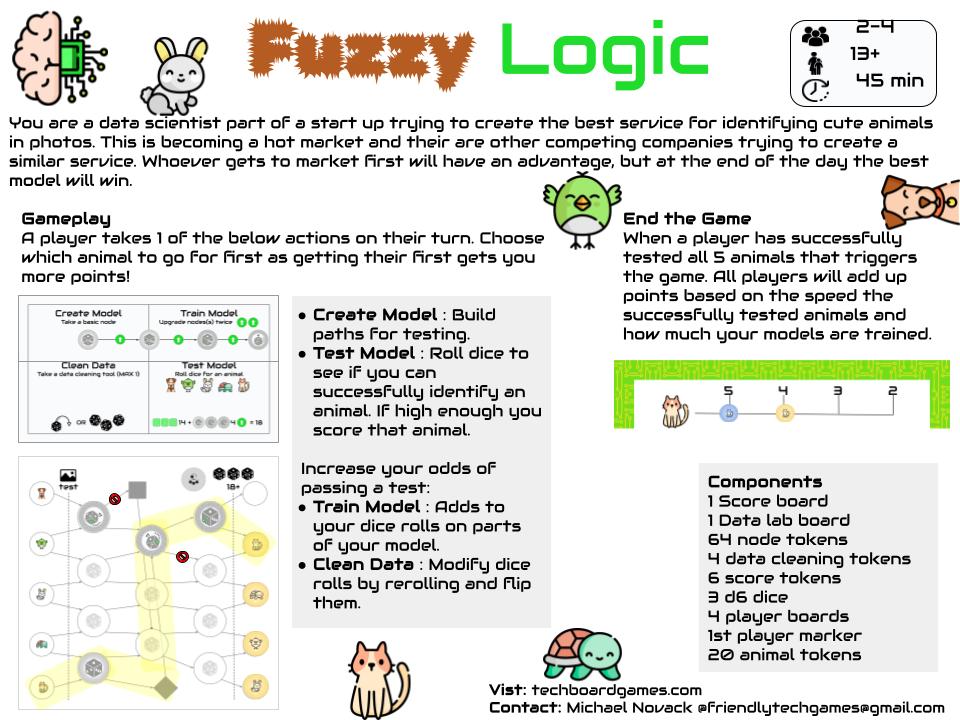 Fuzzy Logic
2-4
13+
45 min
You are a data scientist part of a start up trying to create the best service for identifying cute animals
in photos. This is becoming a hot market and their are other competing companies trying to create a
similar service. Whoever gets to market first will have an advantage, but at the end of the day the best
model will win.
Gameplay
A player takes 1 of the below actions on their turn. Choose
which animal to go for first as getting their first gets you
more points!
Create Model
Take a basic node
Train Model
Upgrade nodes(s) twice
Clean Data
Take a data cleaning tool (MAX 1)
OR
Test Model
Roll dice for an animal
14 +
4
= 18
test
18+
• Create Model : Build
paths for testing.
• Test Model : Roll dice to
see if you can
successfully identify an
animal. If high enough you
score that animal.
Increase your odds of
passing a test:
• Train Model : Adds to
your dice rolls on parts
of your model.
• Clean Data : Modify dice
rolls by rerolling and flip
them.
End the Game
When a player has successfully
tested all 5 animals that triggers
the game. All players will add up
points based on the speed the
successfully tested animals and
how much your models are trained.
5 4 3 2
Components
1 Score board
1 Data lab board
64 node tokens
4 data cleaning tokens
6 score tokens
3 d6 dice
4 player boards
1st player marker
20 animal tokens
Vist: techboardgames.com
Contact: Michael Novack @friendlytechgames@gmail.com